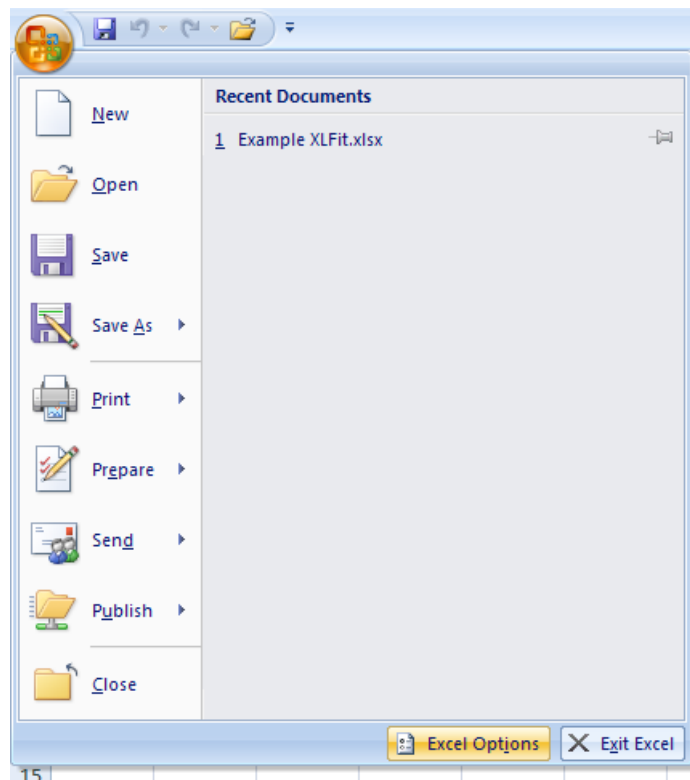 New
Open
Save
Save As
Print
Prepare
Send
Publish
Close
Recent Documents
1 Example XLFit.xlsx
Excel Options
Exit Excel
15